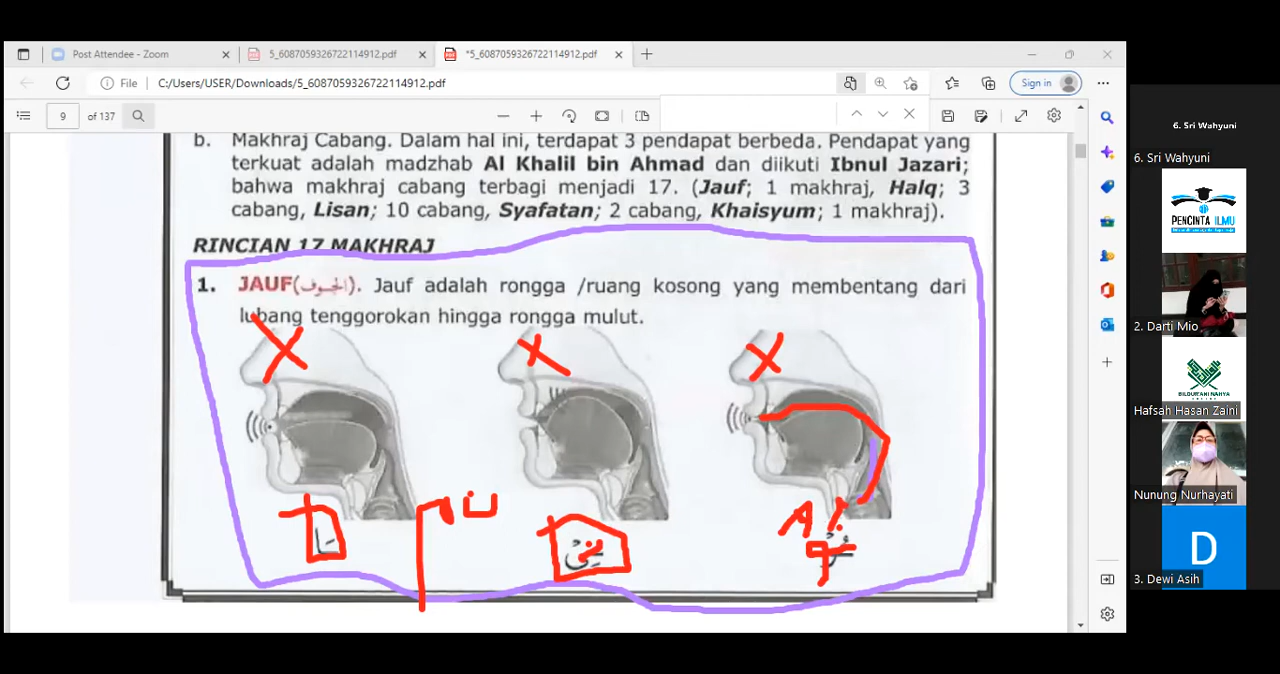 Post Attendee - Zoom
5_6087059326722114912.pdf
*5_6087059326722114912.pdf
File
C:/Users/USER/Downloads/5_6087059326722114912.pdf
Sign in
9 of 137
b. Makhraj Cabang. Dalam hal ini, terdapat 3 pendapat berbeda. Pendapat yang
terkuat adalah madzhab Al Khalil bin Ahmad dan diikuti Ibnul Jazari;
bahwa makhraj cabang terbagi menjadi 17. (Jauf; 1 makhraj, Halq; 3
cabang, Lisan; 10 cabang, Syafatan; 2 cabang, Khaisyum; 1 makhraj).
RINCIAN 17 MAKHRAJ
1. JAUF(الجوف). Jauf adalah rongga /ruang kosong yang membentang dari
lubang tenggorokan hingga rongga mulut.
6. Sri Wahyuni
6. Sri Wahyuni
PENCINTA ILMU
2. Darti Mio
BILQUR'ANI NAHYA
Hafsah Hasan Zaini
Nunung Nurhayati
D
3. Dewi Asih